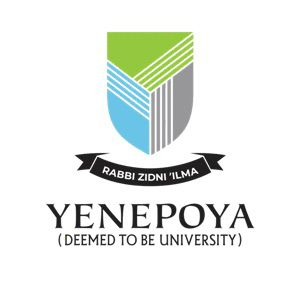 RABBI ZIDNI 'ILMA
YENEPOYA
(DEEMED TO BE UNIVERSITY)